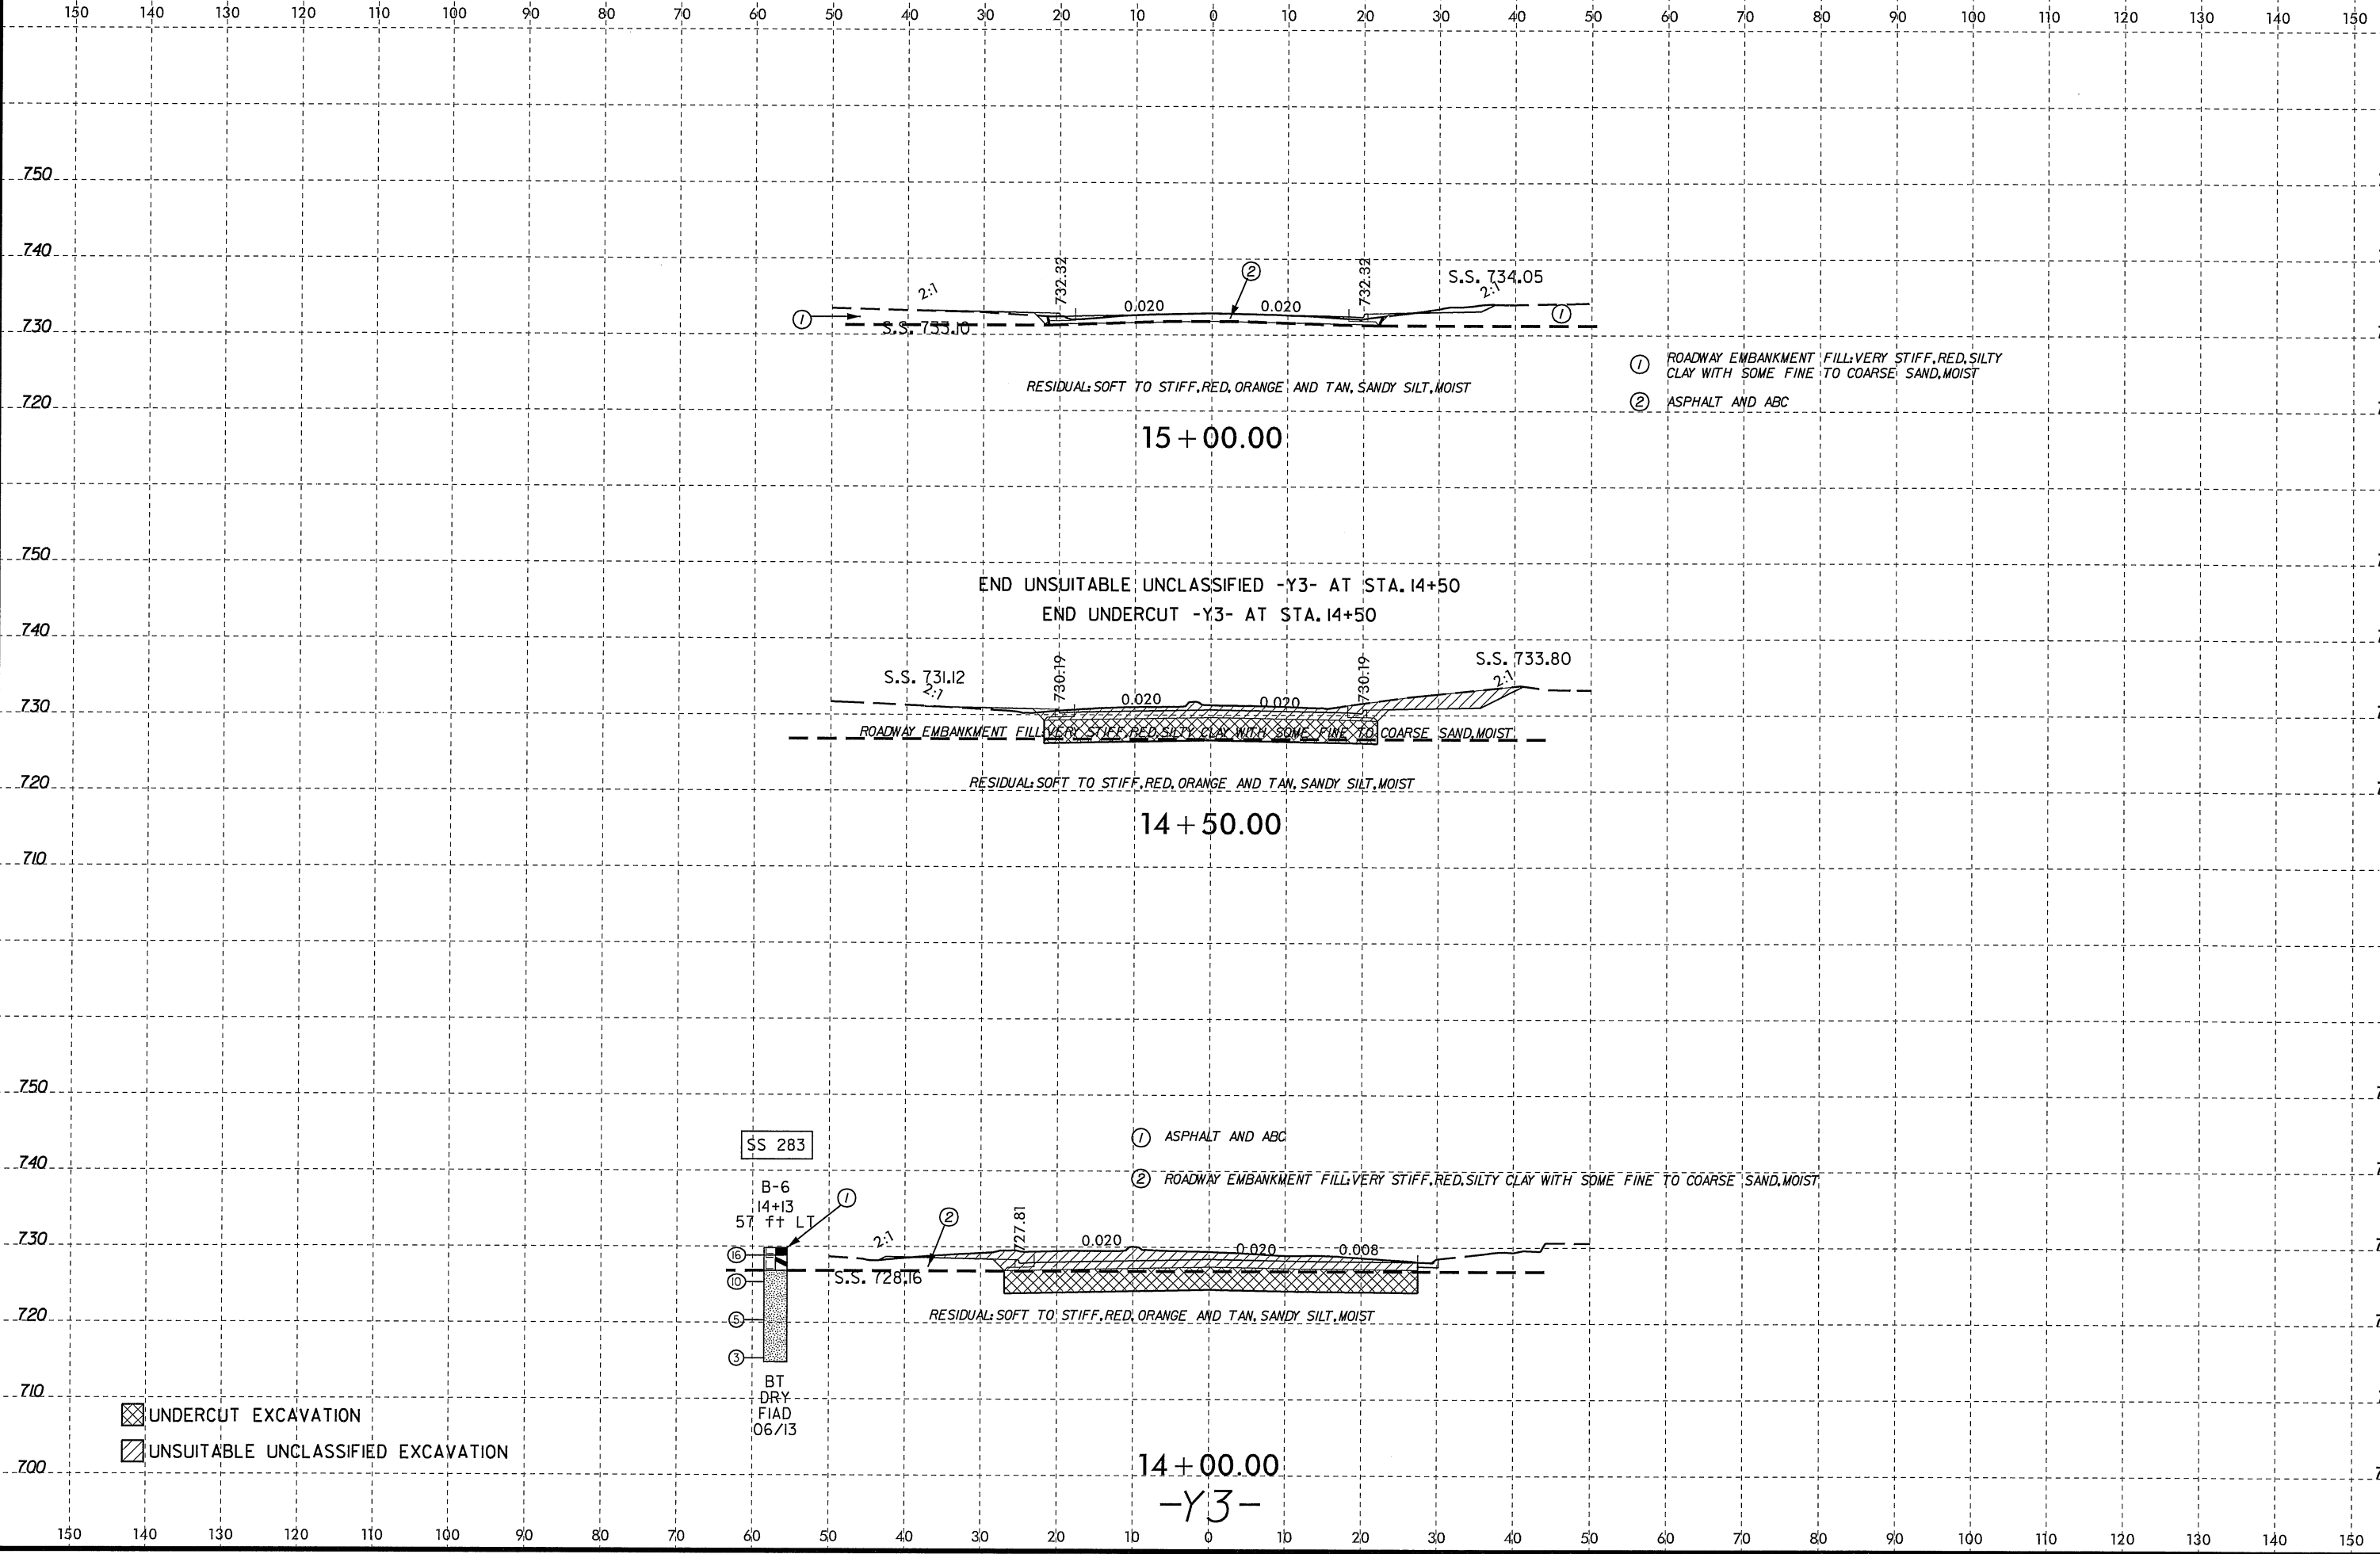 150 140 130 120 110 100 90 80 70 60 50 40 30 20 10 0 10 20 30 40 50 60 70 80 90 100 110 120 130 140 150
750
740
732.32
732.32
2
S.S. 734.05
2:1
2:1
0.020
0.020
1
1
730
S.S. 733.10
1 ROADWAY EMBANKMENT FILL:VERY STIFF,RED,SILTY
CLAY WITH SOME FINE TO COARSE SAND,MOIST
RESIDUAL:SOFT TO STIFF,RED,ORANGE AND TAN,SANDY SILT,MOIST
2 ASPHALT AND ABC
720
15+00.00
750
END UNSUITABLE UNCLASSIFIED -Y3- AT STA.14+50
END UNDERCUT -Y3- AT STA.14+50
740
S.S. 733.80
S.S. 731.12
730.19
730.19
2:1
2:1
0.020
0.020
730
ROADWAY EMBANKMENT FILL:VERY STIFF,RED,SILTY CLAY WITH SOME FINE TO COARSE SAND,MOIST
720
RESIDUAL:SOFT TO STIFF,RED,ORANGE AND TAN,SANDY SILT,MOIST
14+50.00
710
750
SS 283
1 ASPHALT AND ABC
740
2 ROADWAY EMBANKMENT FILL:VERY STIFF,RED,SILTY CLAY WITH SOME FINE TO COARSE SAND,MOIST
B-6
14+13
57 ft LT
1
2
727.81
2:1
0.020
0.020
0.008
730
16
10
S.S. 728.16
720
5
RESIDUAL:SOFT TO STIFF,RED,ORANGE AND TAN,SANDY SILT,MOIST
3
BT
DRY
FIAD
06/13
710
UNDERCUT EXCAVATION
UNSUITABLE UNCLASSIFIED EXCAVATION
700
14+00.00
-Y3-
150 140 130 120 110 100 90 80 70 60 50 40 30 20 10 0 10 20 30 40 50 60 70 80 90 100 110 120 130 140 150